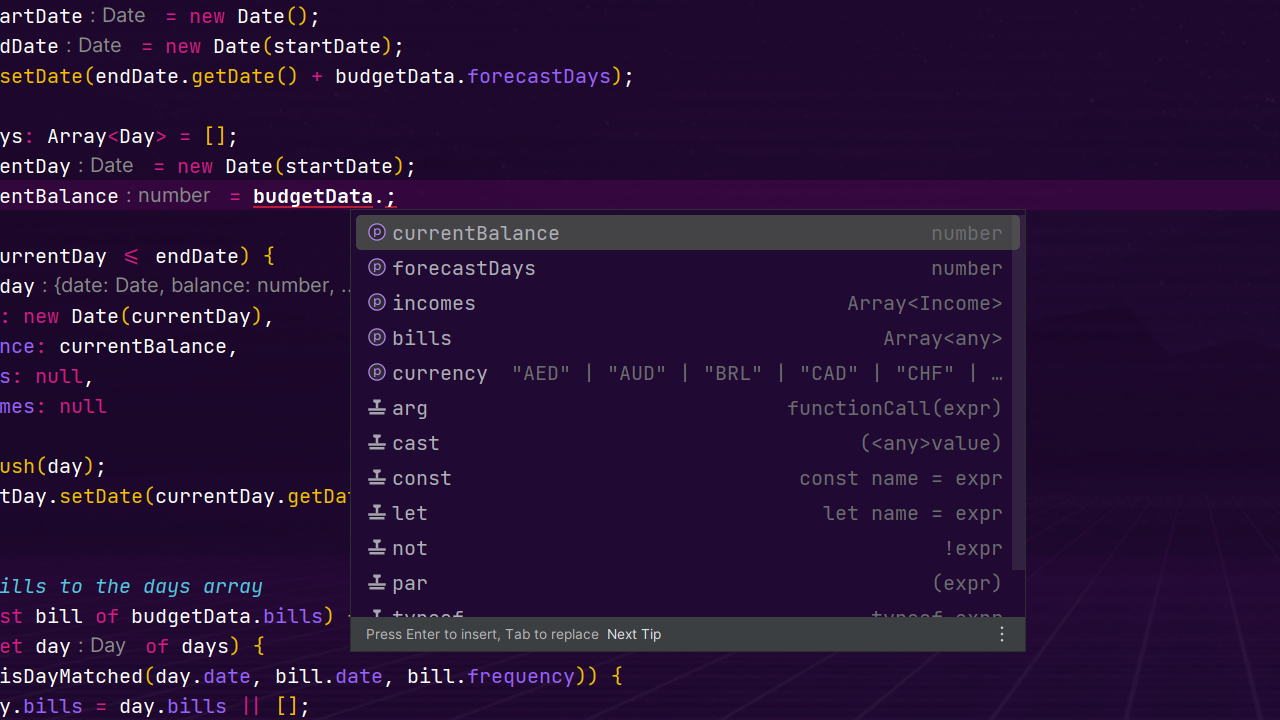 artDate : Date = new Date();
dDate : Date = new Date(startDate);
setDate(endDate.getDate() + budgetData.forecastDays);
ys: Array<Day> = [];
entDay : Date = new Date(startDate);
entBalance : number = budgetData.;
currentBalance number
urrentDay <= endDate) {
forecastDays number
day : {date: Date, balance: number, ..
incomes Array<Income>
: new Date(currentDay),
bills Array<any>
nce: currentBalance,
currency "AED" | "AUD" | "BRL" | "CAD" | "CHF" | …
s: null,
arg functionCall(expr)
mes: null
cast (<any>value)
ush(day);
const const name = expr
tDay.setDate(currentDay.getDat
let let name = expr
not !expr
par (expr)
ills to the days array
typeof typeof expr
st bill of budgetData.bills)
Press Enter to insert, Tab to replace Next Tip
et day : Day of days) {
isDayMatched(day.date, bill.date, bill.frequency)) {
y.bills = day.bills || [];